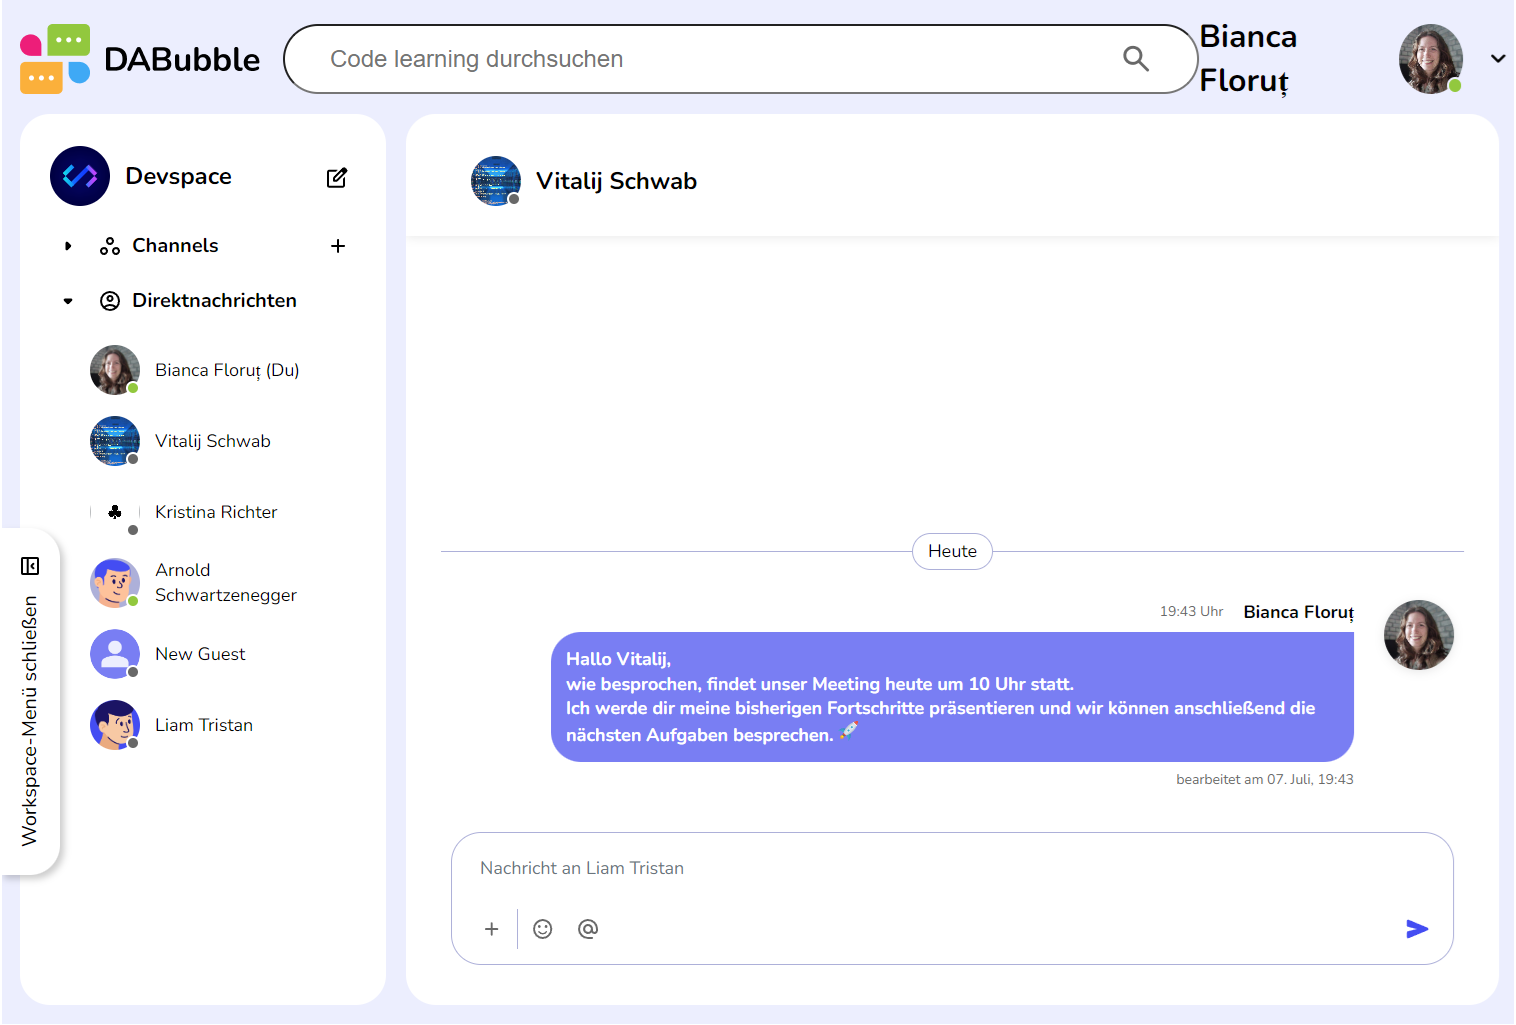 DABubble
Code learning durchsuchen
Bianca
Floruț
Devspace
Channels
Direktnachrichten
Bianca Floruț (Du)
Vitalij Schwab
Kristina Richter
Arnold
Schwartzenegger
New Guest
Liam Tristan
Workspace-Menü schließen
Vitalij Schwab
Heute
19:43 Uhr Bianca Floruț
Hallo Vitalij,
wie besprochen, findet unser Meeting heute um 10 Uhr statt.
Ich werde dir meine bisherigen Fortschritte präsentieren und wir können anschließend die
nächsten Aufgaben besprechen. 🚀
bearbeitet am 07. Juli, 19:43
Nachricht an Liam Tristan